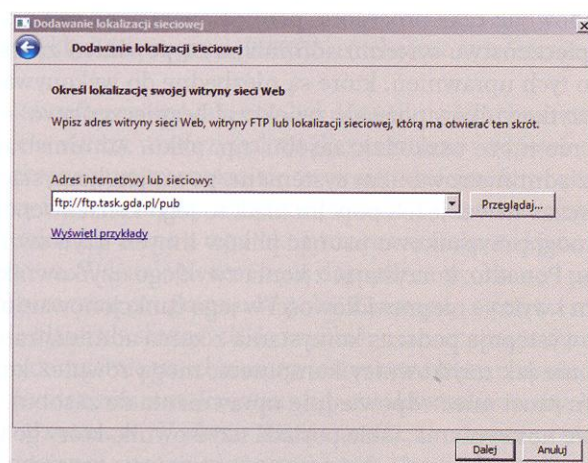 Dodawanie lokalizacji sieciowej
Dodawanie lokalizacji sieciowej
Określ lokalizację swojej witryny sieci Web
Wpisz adres witryny sieci Web, witryny FTP lub lokalizacji sieciowej, którą ma otwierać ten skrót.
Adres internetowy lub sieciowy:
ftp://ftp.task.gda.pl/pub
Przeglądaj...
Wyświetl przykłady
Dalej
Anuluj